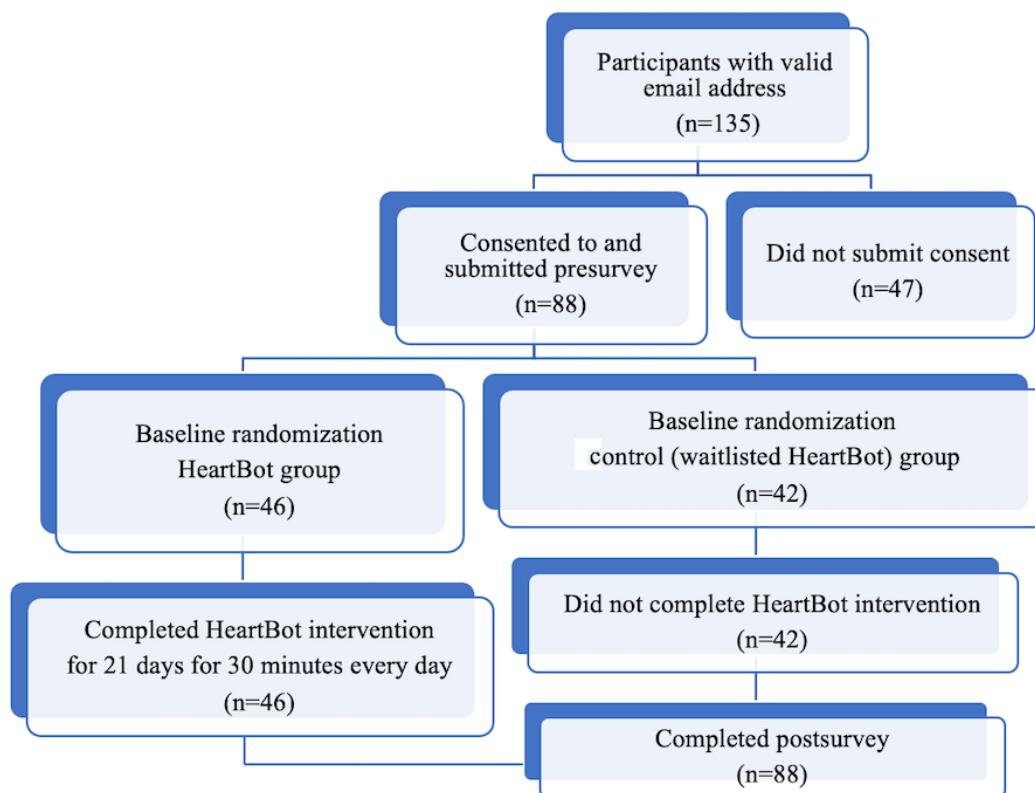 Participants with valid
email address
(n=135)
Consented to and
submitted presurvey
(n=88)
Did not submit consent
(n=47)
Baseline randomization
HeartBot group
(n=46)
Baseline randomization
control (waitlisted HeartBot) group
(n=42)
Completed HeartBot intervention
for 21 days for 30 minutes every day
(n=46)
Did not complete HeartBot intervention
(n=42)
Completed postsurvey
(n=88)